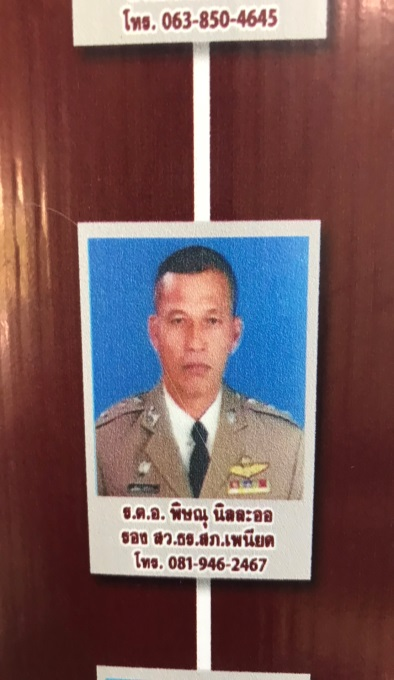 โทร. 063-850-4645
ร.ต.อ. พิษณุ นิลละออ
รอง สว.ธร.สภ.เพนียด
โทร. 081-946-2467